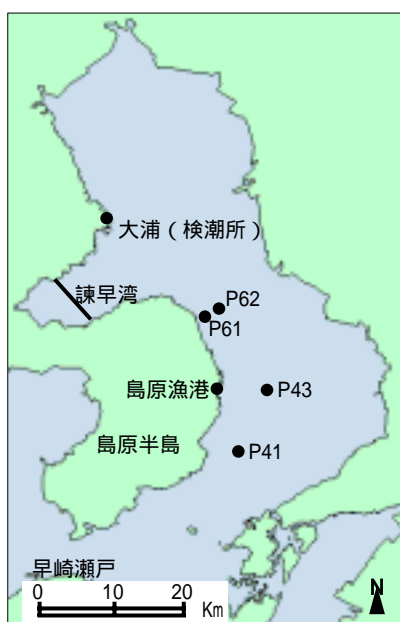 大浦（検潮所）
諫早湾
P62
P61
島原漁港
P43
島原半島
P41
早崎瀬戸
0 10 20
Km
N